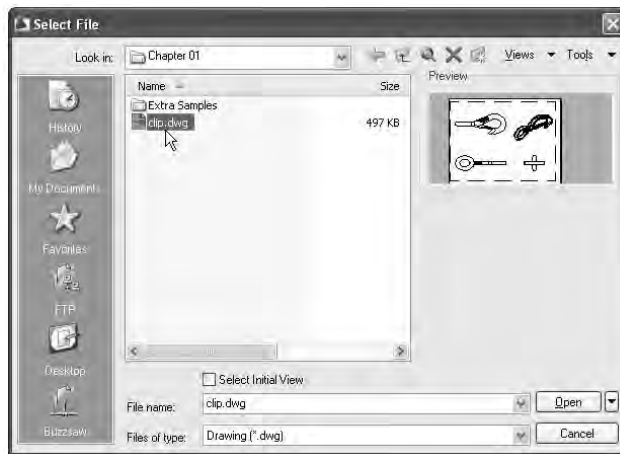 Select File
Look in: Chapter 01 Views Tools
Name Size Preview
Extra Samples
clip.dwg 497 KB
History
My Documents
Favorites
FTP
Desktop
Buzzsaw
Select Initial View
File name: clip.dwg Open
Files of type: Drawing (*.dwg) Cancel